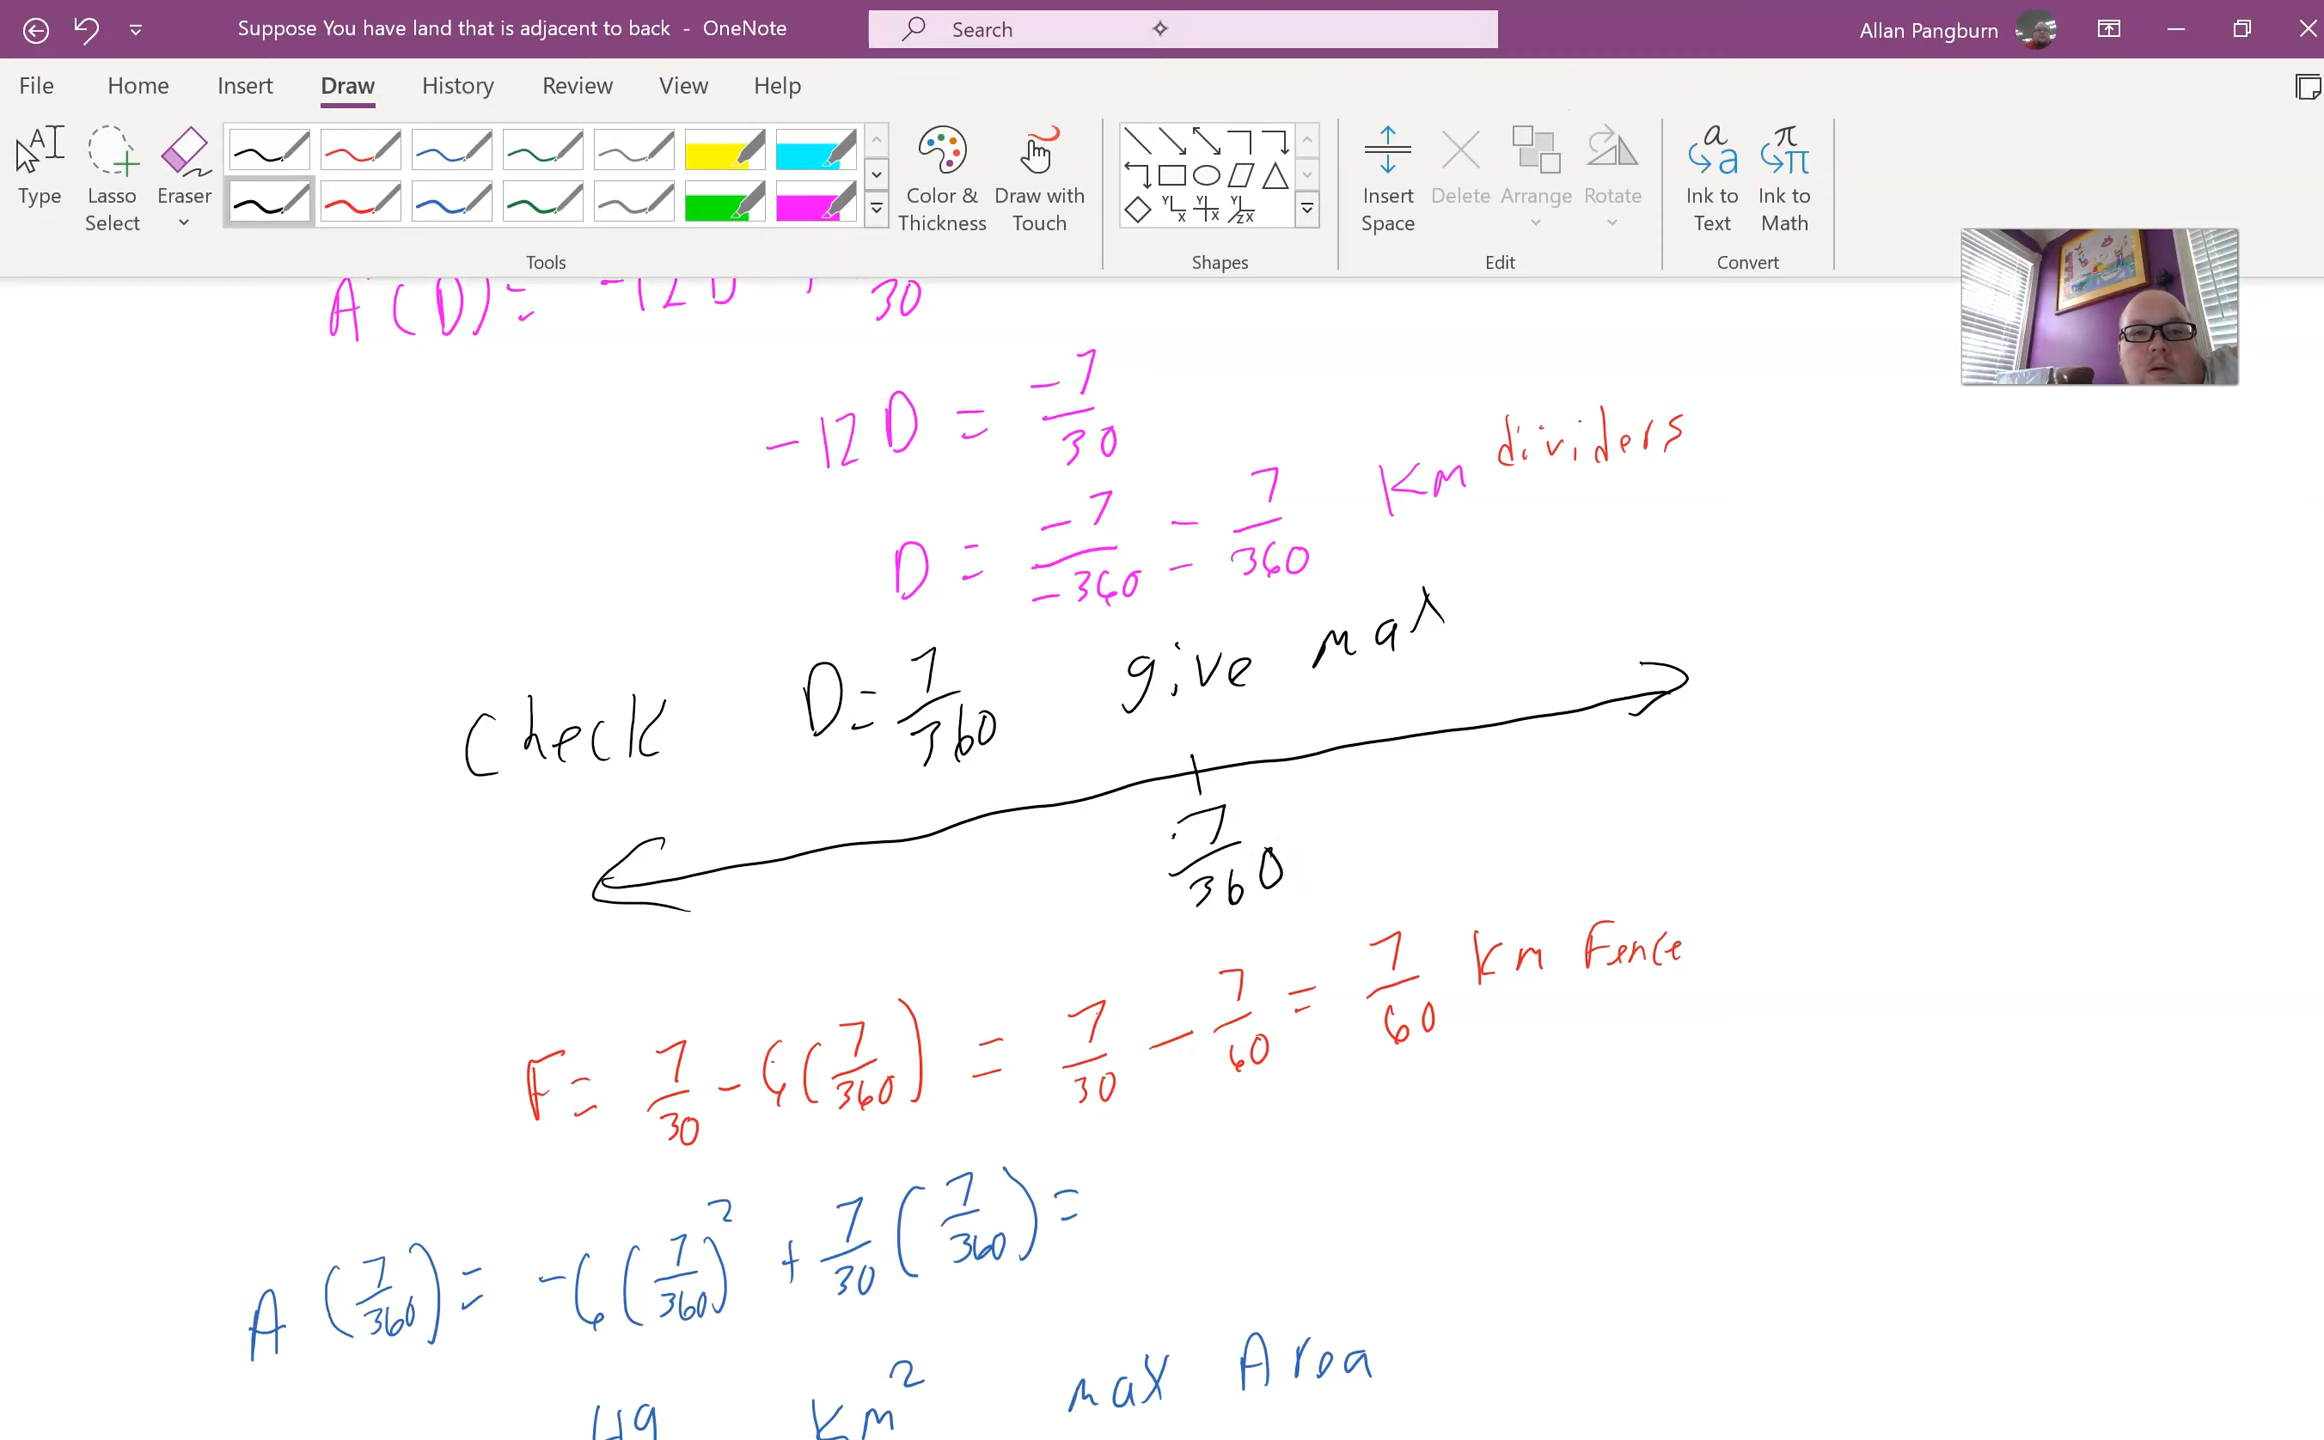 Suppose You have land that is adjacent to back - OneNote
Search
Allan Pangburn
File Home Insert Draw History Review View Help
Type
Lasso Select
Eraser
Color & Thickness
Draw with Touch
Insert Space
Delete
Arrange
Rotate
Ink to Text
Ink to Math
Tools
Shapes
Edit
Convert
A(D) = -12D + /30
-12D = -7/30
D = -7/-360 = 7/360 Km dividers
Check D = 7/360 give max
7/360
F = 7/30 - 6(7/360) = 7/30 - 7/60 = 7/60 Km Fence
A(7/360) = -6(7/360)² + 7/30(7/360) =
49 Km² max Area